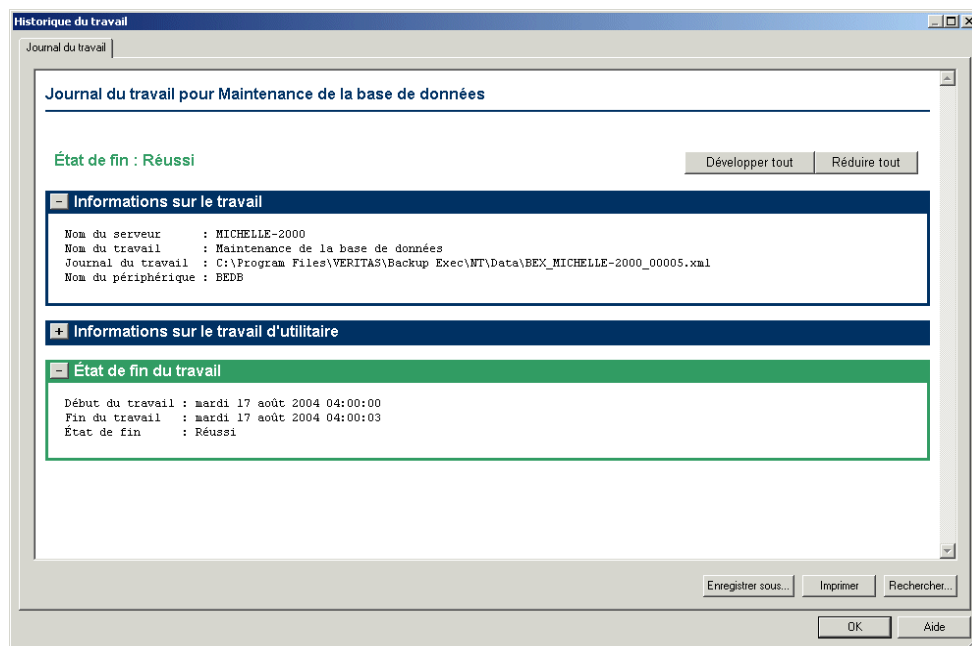 Historique du travail
Journal du travail
Journal du travail pour Maintenance de la base de données
État de fin : Réussi
Développer tout
Réduire tout
Informations sur le travail
Nom du serveur : MICHELLE-2000
Nom du travail : Maintenance de la base de données
Journal du travail : C:\Program Files\VERITAS\Backup Exec\NT\Data\BEX_MICHELLE-2000_00005.xml
Nom du périphérique : BEDB
Informations sur le travail d'utilitaire
État de fin du travail
Début du travail : mardi 17 août 2004 04:00:00
Fin du travail : mardi 17 août 2004 04:00:03
État de fin : Réussi
Enregistrer sous...
Imprimer
Rechercher...
OK
Aide